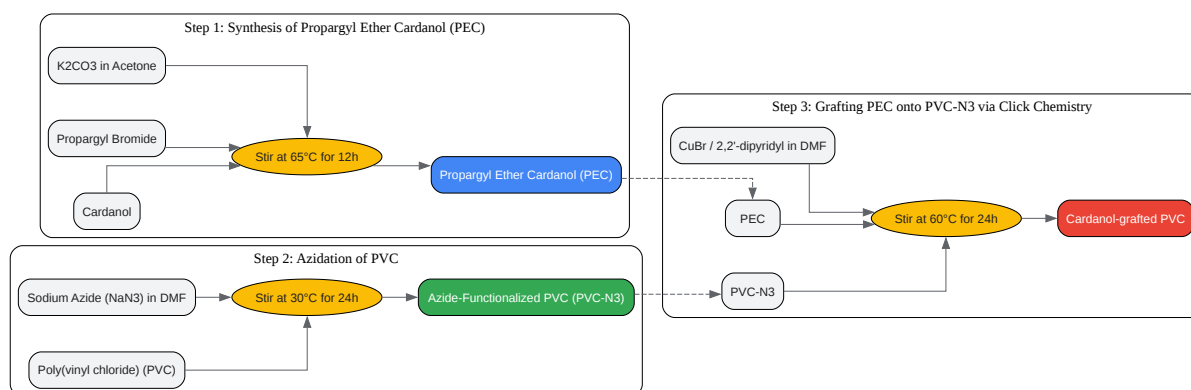 Step 1: Synthesis of Propargyl Ether Cardanol (PEC)
K2CO3 in Acetone
Propargyl Bromide
Stir at 65°C for 12h
Propargyl Ether Cardanol (PEC)
Cardanol
Step 2: Azidation of PVC
Sodium Azide (NaN3) in DMF
Stir at 30°C for 24h
Azide-Functionalized PVC (PVC-N3)
Poly(vinyl chloride) (PVC)
Step 3: Grafting PEC onto PVC-N3 via Click Chemistry
CuBr / 2,2'-dipyridyl in DMF
PEC
Stir at 60°C for 24h
Cardanol-grafted PVC
PVC-N3